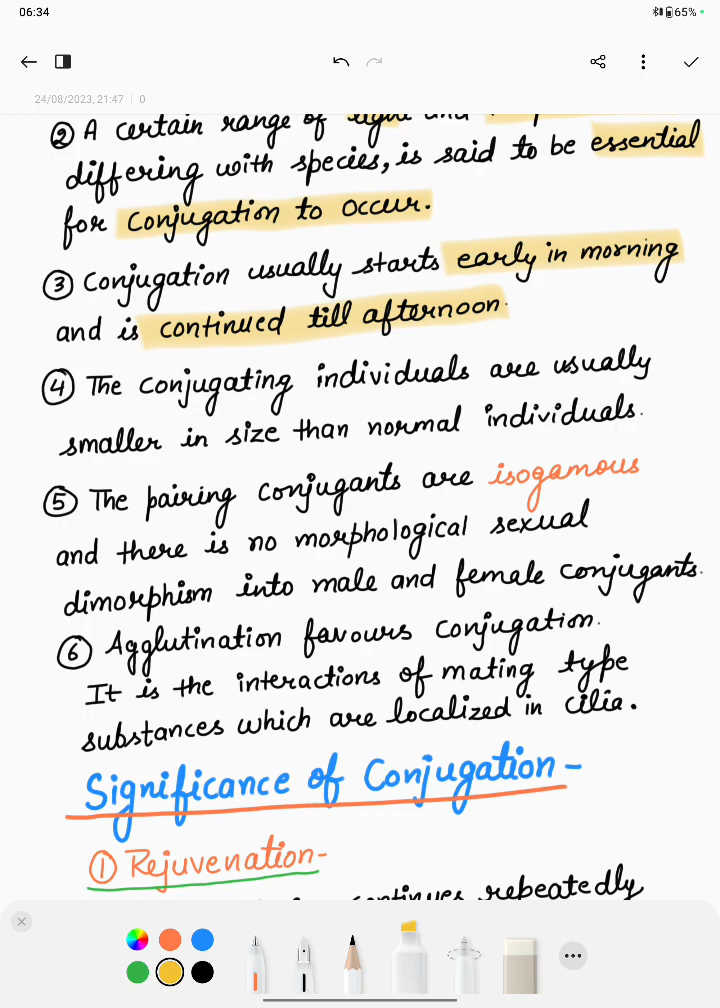 06:34
65%
24/08/2023, 21:47 | 0
② A certain range of light and
differing with species, is said to be essential
for conjugation to occur.
③ Conjugation usually starts early in morning
and is continued till afternoon.
④ The conjugating individuals are usually
smaller in size than normal individuals.
⑤ The pairing conjugants are isogamous
and there is no morphological sexual
dimorphism into male and female conjugants.
⑥ Agglutination favours conjugation.
It is the interactions of mating type
substances which are localized in cilia.
Significance of Conjugation -
① Rejuvenation -
continues repeatedly